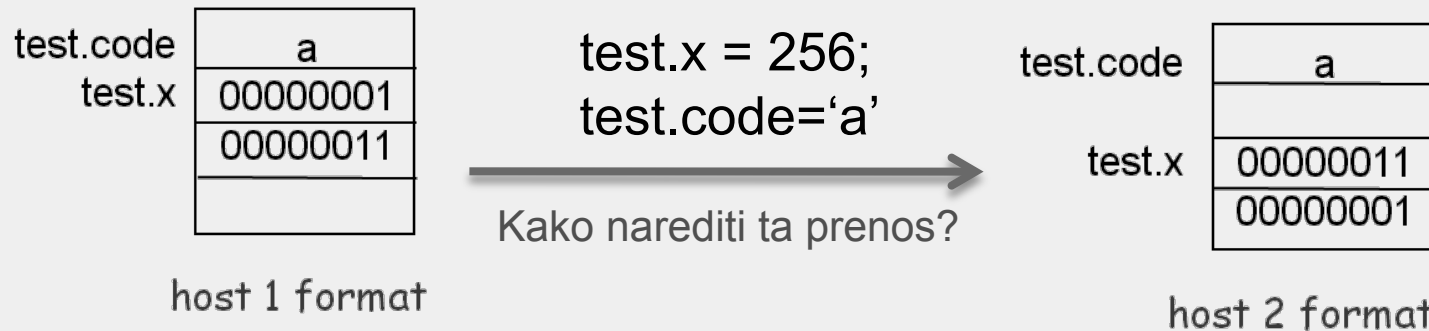 test.code a
test.x 00000001
00000011
host 1 format
test.x = 256;
test.code=‘a’
Kako narediti ta prenos?
test.code a
test.x 00000011
00000001
host 2 format